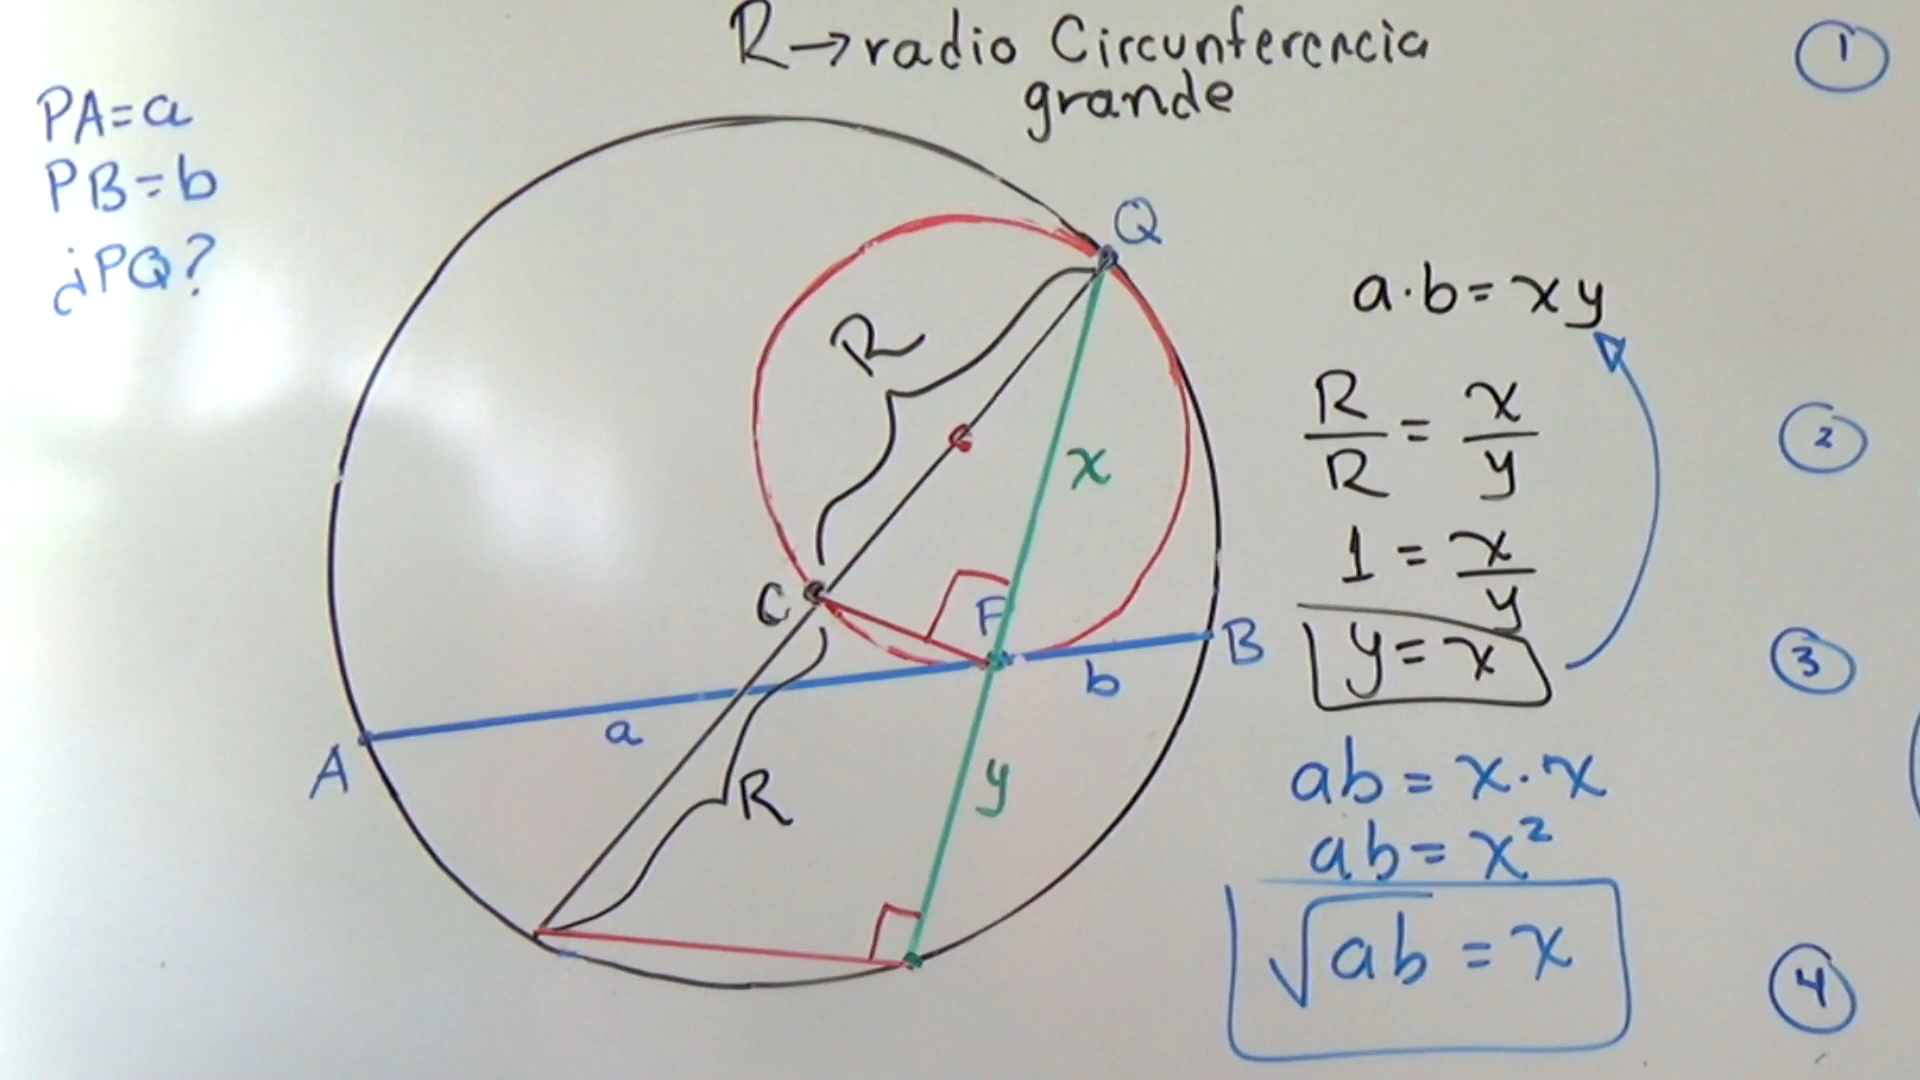 R→radio Circunferencia
grande
1
PA=a
PB=b
¿PQ?
Q
R
x
C
P
B
b
a
A
R
y
a·b=xy
R/R = x/y
2
1 = x/y
y=x
3
ab = x·x
ab = x²
√ab = x
4